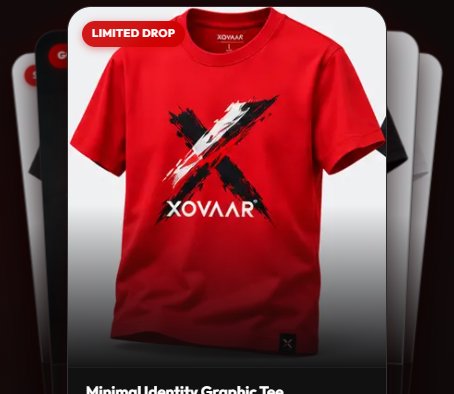 LIMITED DROP
XOVAAR
L
XOVAAR
Minimal Identity Graphic Tee